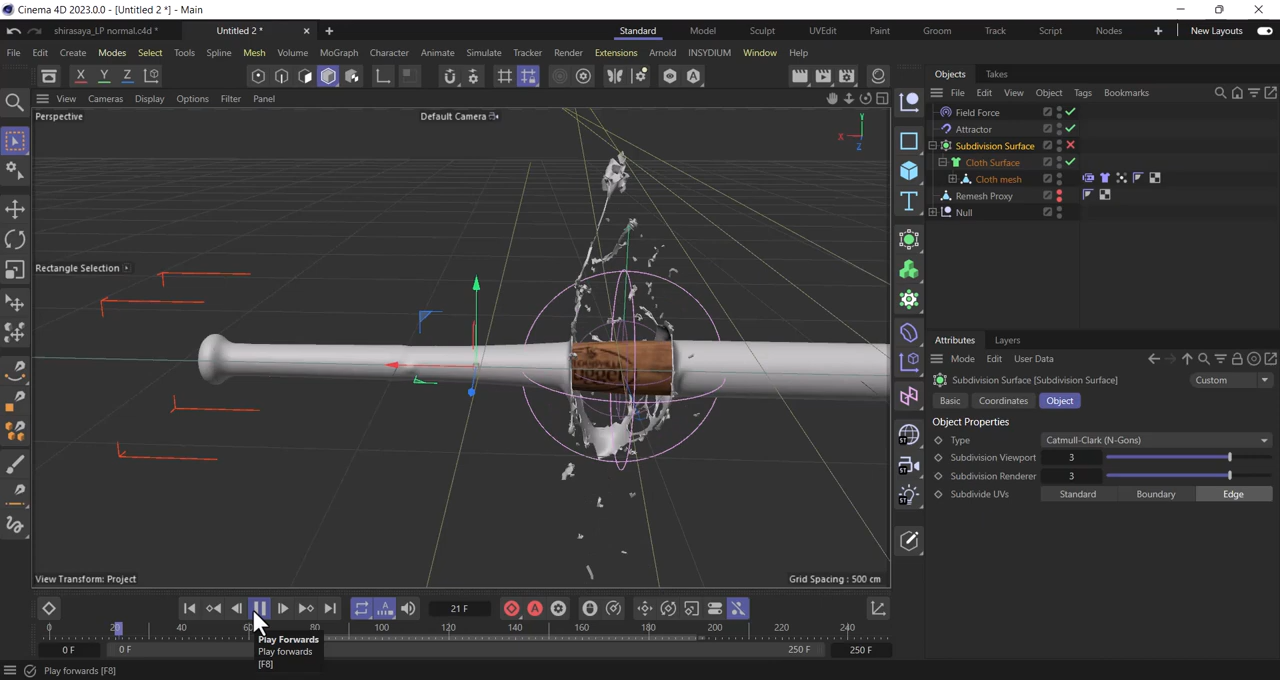 Cinema 4D 2023.0.0 - [Untitled 2 *] - Main
shirasaya_LP normal.c4d *
Untitled 2 *
Standard Model Sculpt UVEdit Paint Groom Track Script Nodes New Layouts
File Edit Create Modes Select Tools Spline Mesh Volume MoGraph Character Animate Simulate Tracker Render Extensions Arnold INSYDIUM Window Help
X Y Z
Objects Takes
View Cameras Display Options Filter Panel
File Edit View Object Tags Bookmarks
Perspective
Default Camera
Y
X
Z
Field Force
Attractor
Subdivision Surface
Cloth Surface
Cloth mesh
Remesh Proxy
Null
Rectangle Selection
Attributes Layers
Mode Edit User Data
Subdivision Surface [Subdivision Surface]
Custom
Basic Coordinates Object
Object Properties
Type Catmull-Clark (N-Gons)
Subdivision Viewport 3
Subdivision Renderer 3
Subdivide UVs Standard Boundary Edge
ST
ST
ST
View Transform: Project
Grid Spacing : 500 cm
21 F
0 20 40 60 80 100 120 140 160 180 200 220 240
0 F 0 F 250 F 250 F
Play Forwards
Play forwards
[F8]
Play forwards [F8]